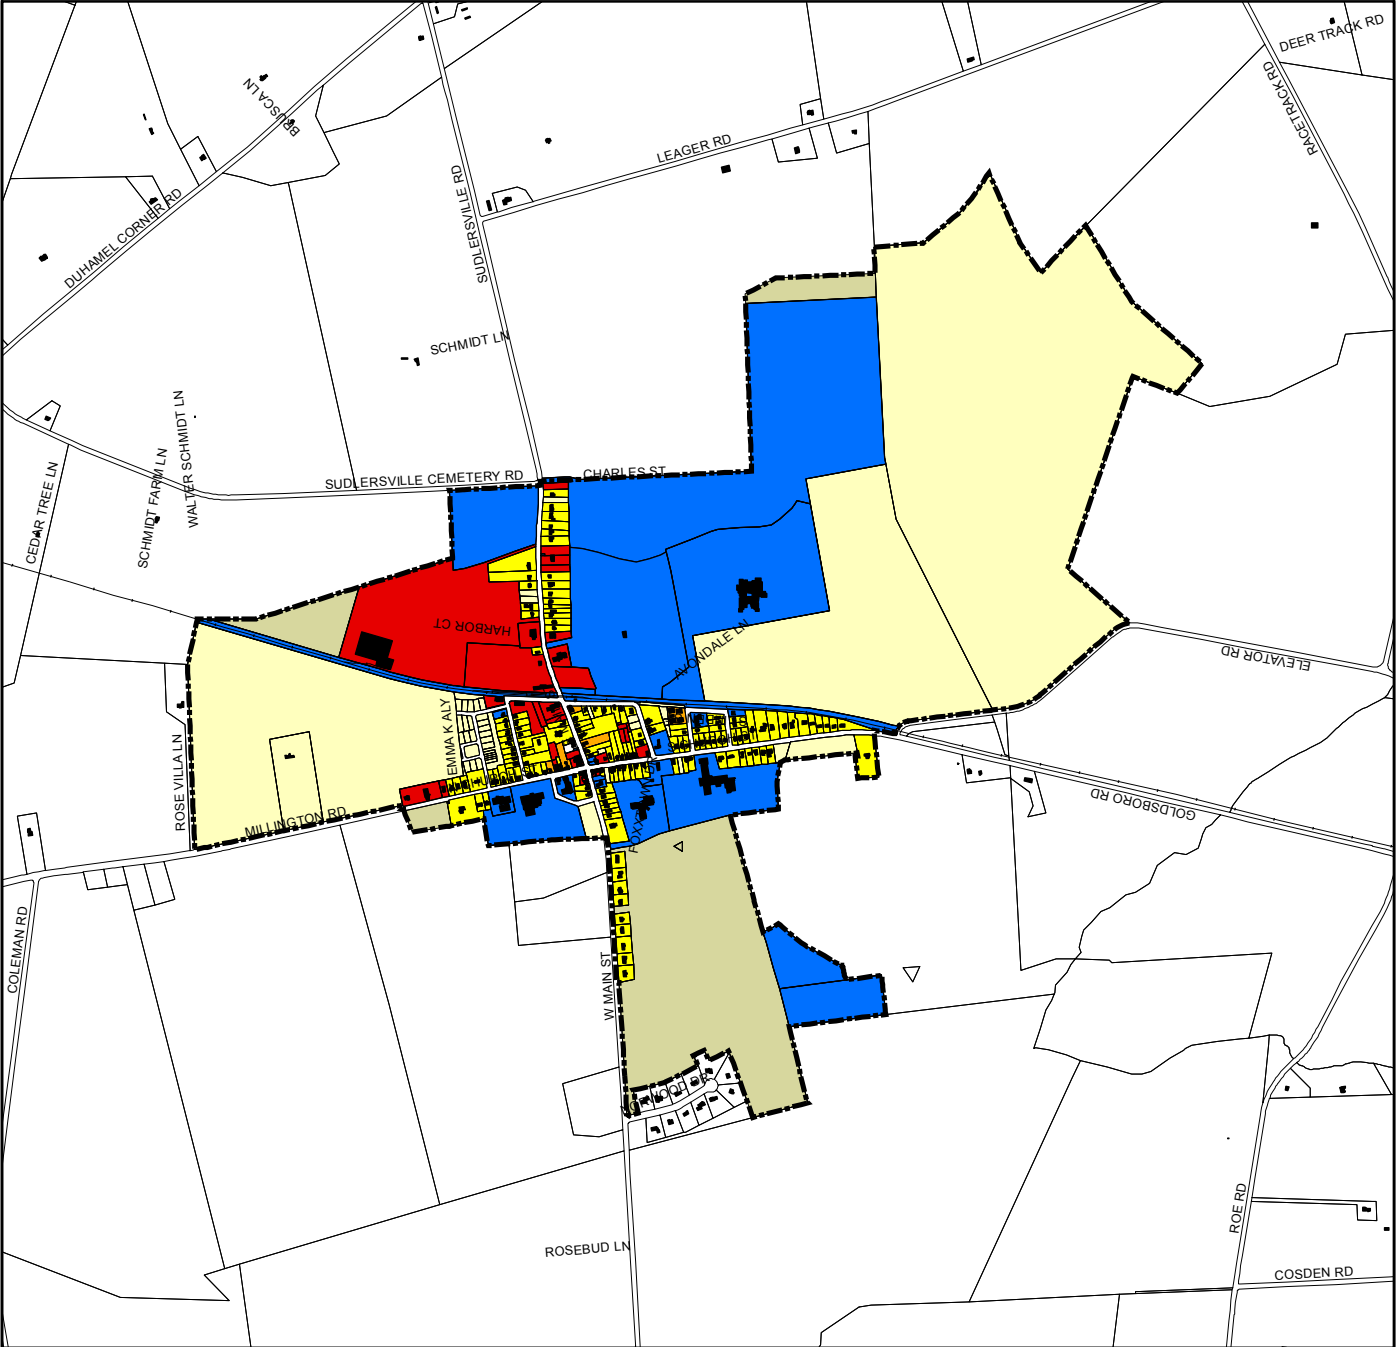 DEER TRACK RD
RACETRACK RD
BRUSCA LN
LEAGER RD
SUDLERSVILLE RD
DUHAMEL CORNER RD
SCHMIDT LN
WALTER SCHMIDT LN
SCHMIDT FARM LN
CEDAR TREE LN
SUDLERSVILLE CEMETERY RD
CHARLES ST
HARBOR CT
AVONDALE LN
ELEVATOR RD
EMMA K ALY
ROSE VILLA LN
MILLINGTON RD
GOLDSBORO RD
COLEMAN RD
W MAIN ST
ROE RD
ROSEBUD LN
COSDEN RD